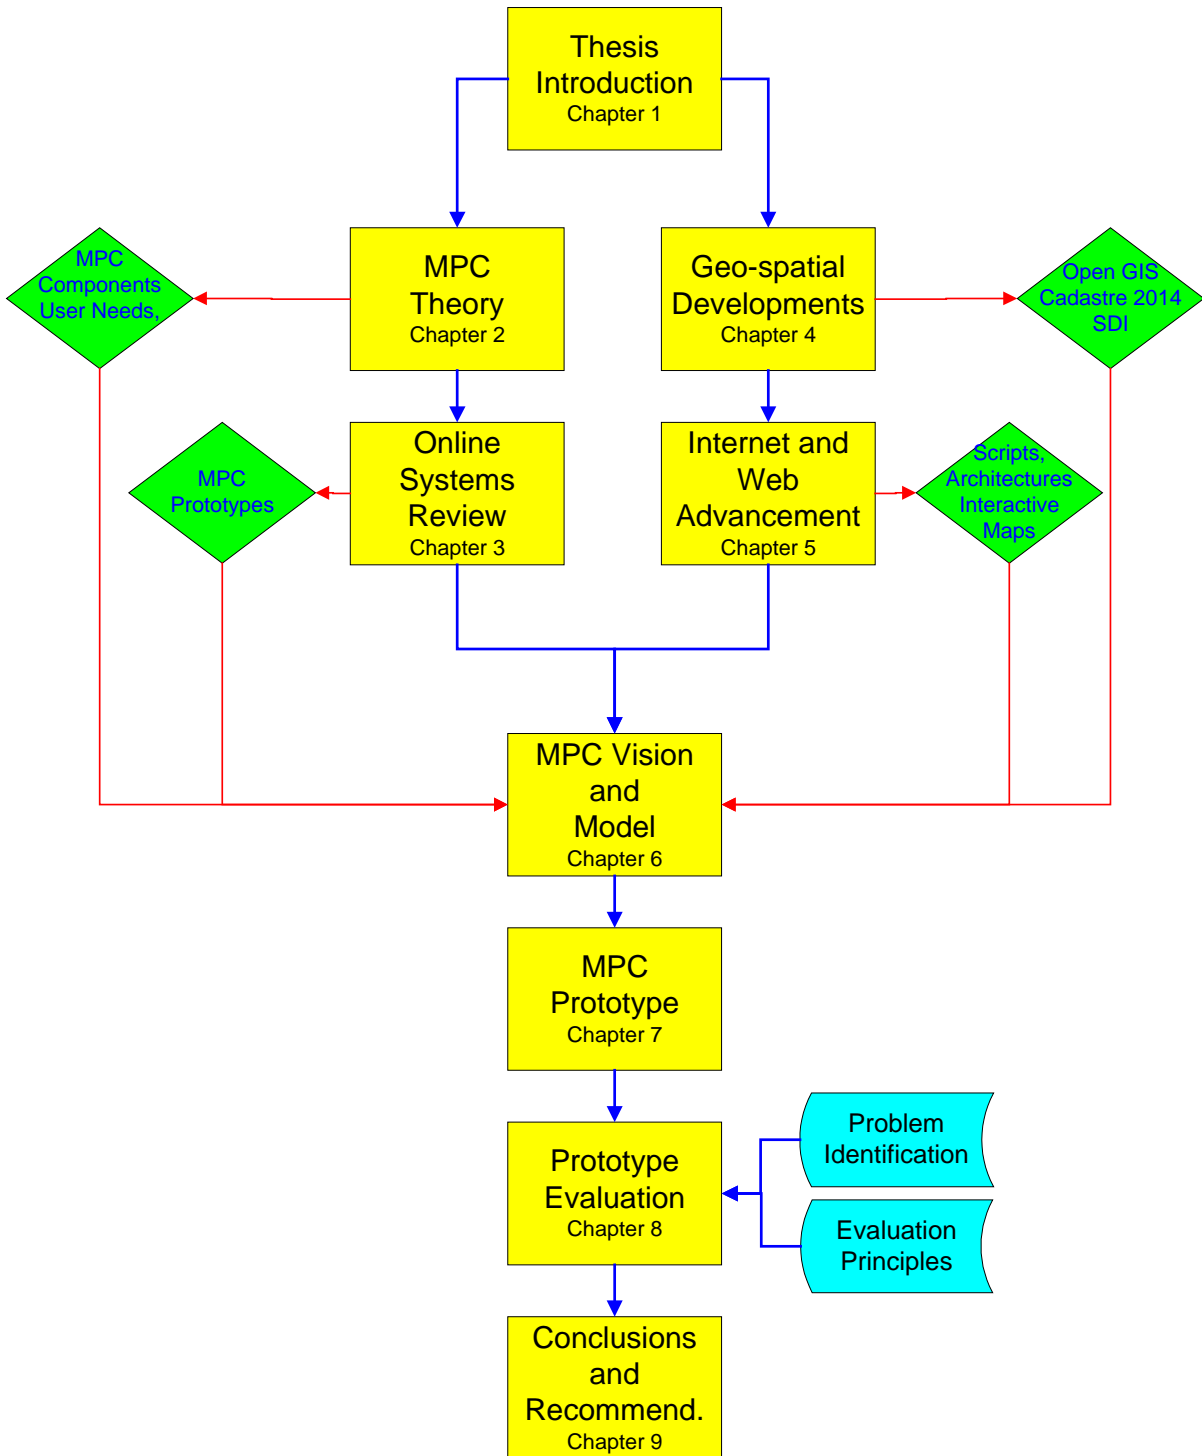 Thesis
Introduction
Chapter 1
MPC
Components
User Needs,
MPC
Theory
Chapter 2
Geo-spatial
Developments
Chapter 4
Open GIS
Cadastre 2014
SDI
MPC
Prototypes
Online
Systems
Review
Chapter 3
Internet and
Web
Advancement
Chapter 5
Scripts,
Architectures
Interactive
Maps
MPC Vision
and
Model
Chapter 6
MPC
Prototype
Chapter 7
Prototype
Evaluation
Chapter 8
Problem
Identification
Evaluation
Principles
Conclusions
and
Recommend.
Chapter 9